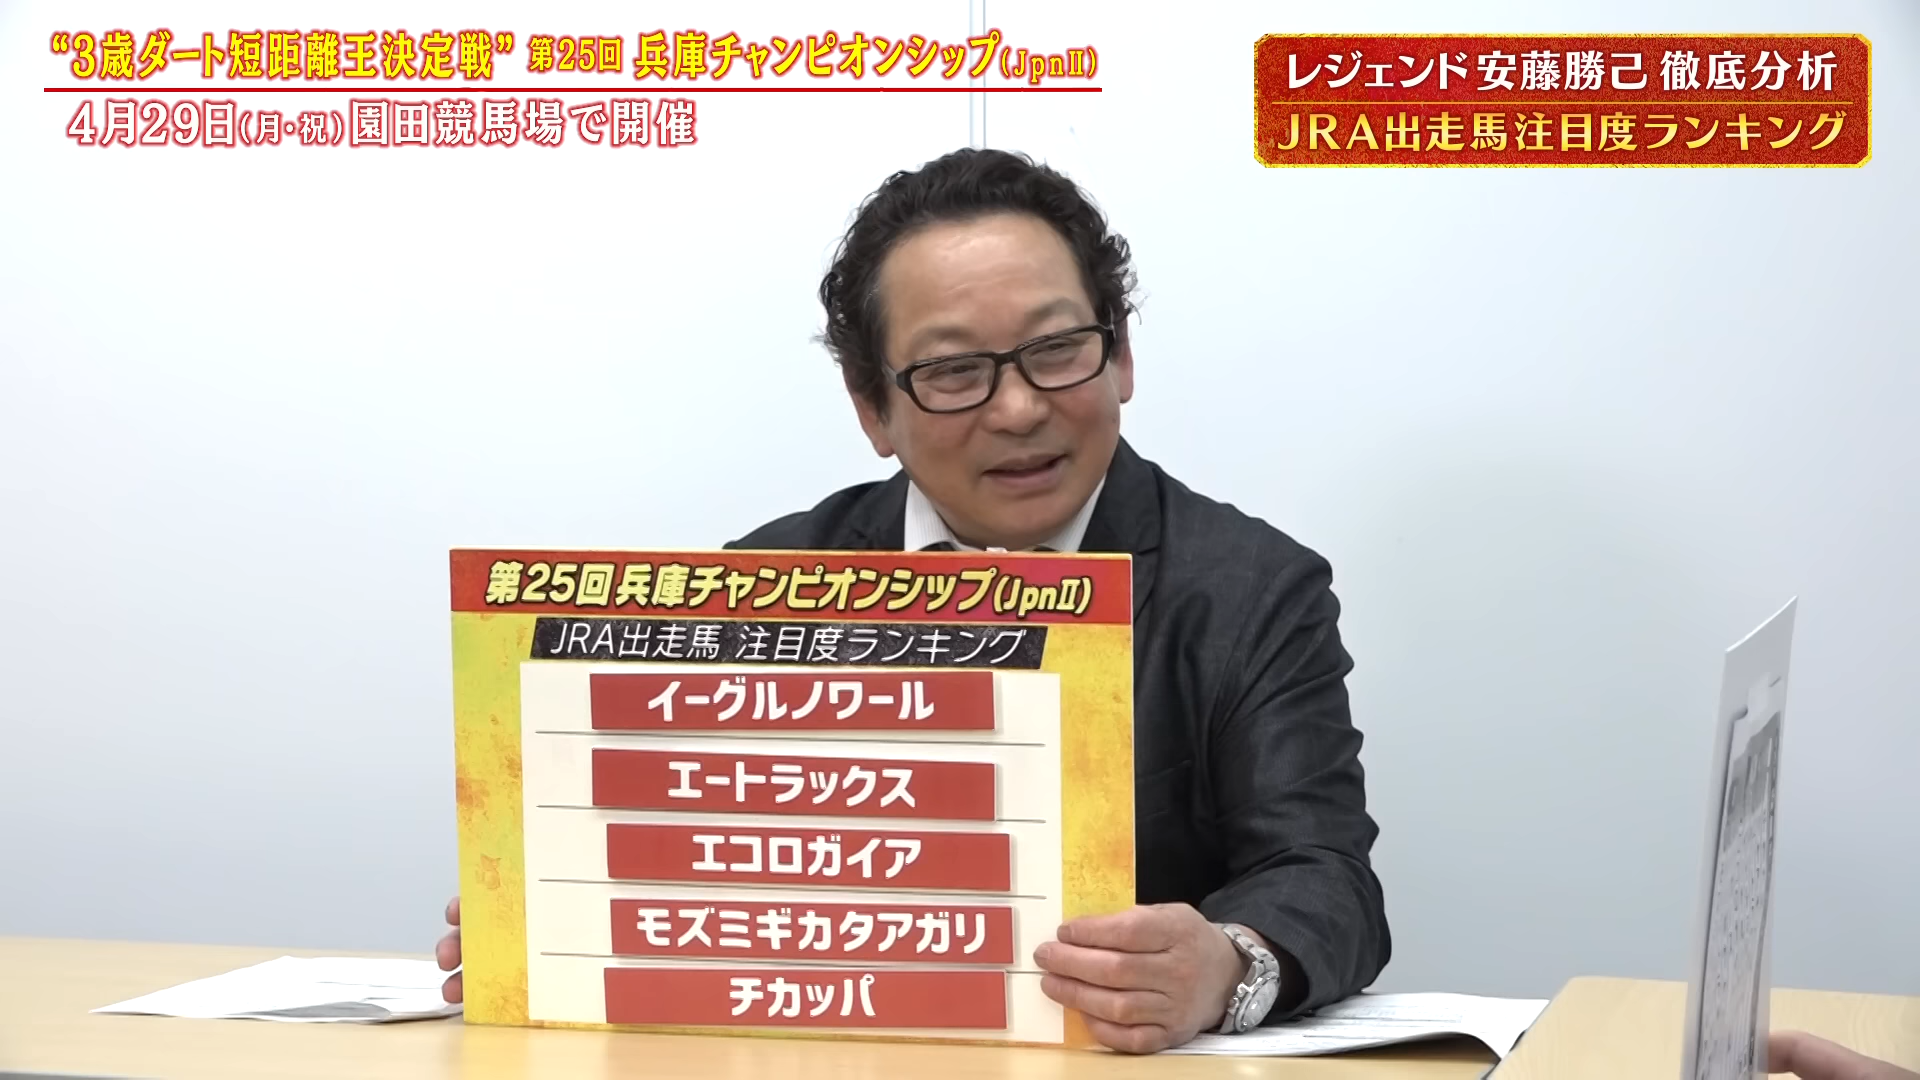 “3歳ダート短距離王決定戦” 第25回 兵庫チャンピオンシップ(JpnⅡ)
4月29日(月・祝)園田競馬場で開催
レジェンド 安藤勝己 徹底分析
JRA出走馬注目度ランキング
第25回 兵庫チャンピオンシップ(JpnⅡ)
JRA出走馬 注目度ランキング
イーグルノワール
エートラックス
エコロガイア
モズミギカタアガリ
チカッパ